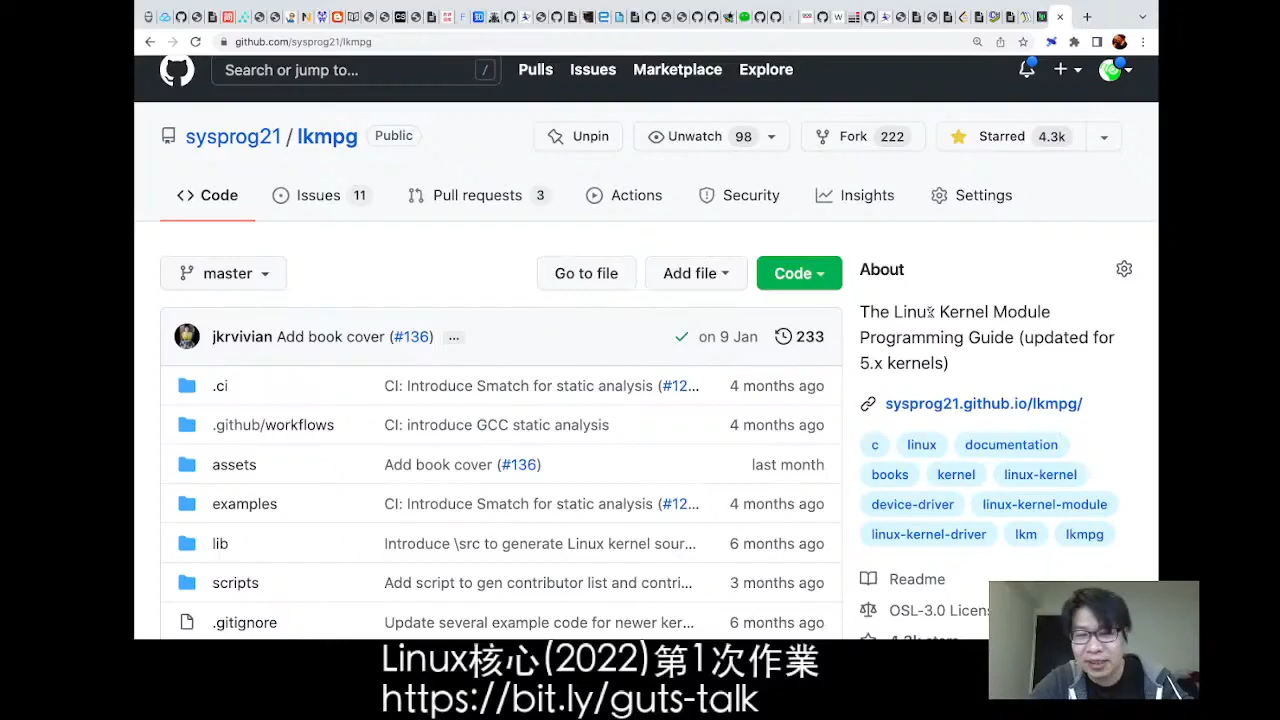 github.com/sysprog21/lkmpg
Search or jump to...
/
Pulls
Issues
Marketplace
Explore
sysprog21 / lkmpg
Public
Unpin
Unwatch 98
Fork 222
Starred 4.3k
Code
Issues 11
Pull requests 3
Actions
Security
Insights
Settings
master
Go to file
Add file
Code
jkrvivian Add book cover (#136) ...
on 9 Jan
233
.ci
CI: Introduce Smatch for static analysis (#12...
4 months ago
.github/workflows
CI: introduce GCC static analysis
4 months ago
assets
Add book cover (#136)
last month
examples
CI: Introduce Smatch for static analysis (#12...
4 months ago
lib
Introduce \src to generate Linux kernel sour...
6 months ago
scripts
Add script to gen contributor list and contri...
3 months ago
.gitignore
Update several example code for newer ker...
6 months ago
About
The Linux Kernel Module
Programming Guide (updated for
5.x kernels)
sysprog21.github.io/lkmpg/
c
linux
documentation
books
kernel
linux-kernel
device-driver
linux-kernel-module
linux-kernel-driver
lkm
lkmpg
Readme
OSL-3.0 Licens
Linux核心(2022)第1次作業
https://bit.ly/guts-talk